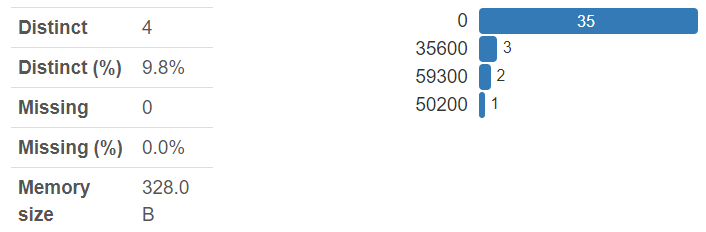 Distinct 4
Distinct (%) 9.8%
Missing 0
Missing (%) 0.0%
Memory size 328.0 B
0 35
35600 3
59300 2
50200 1